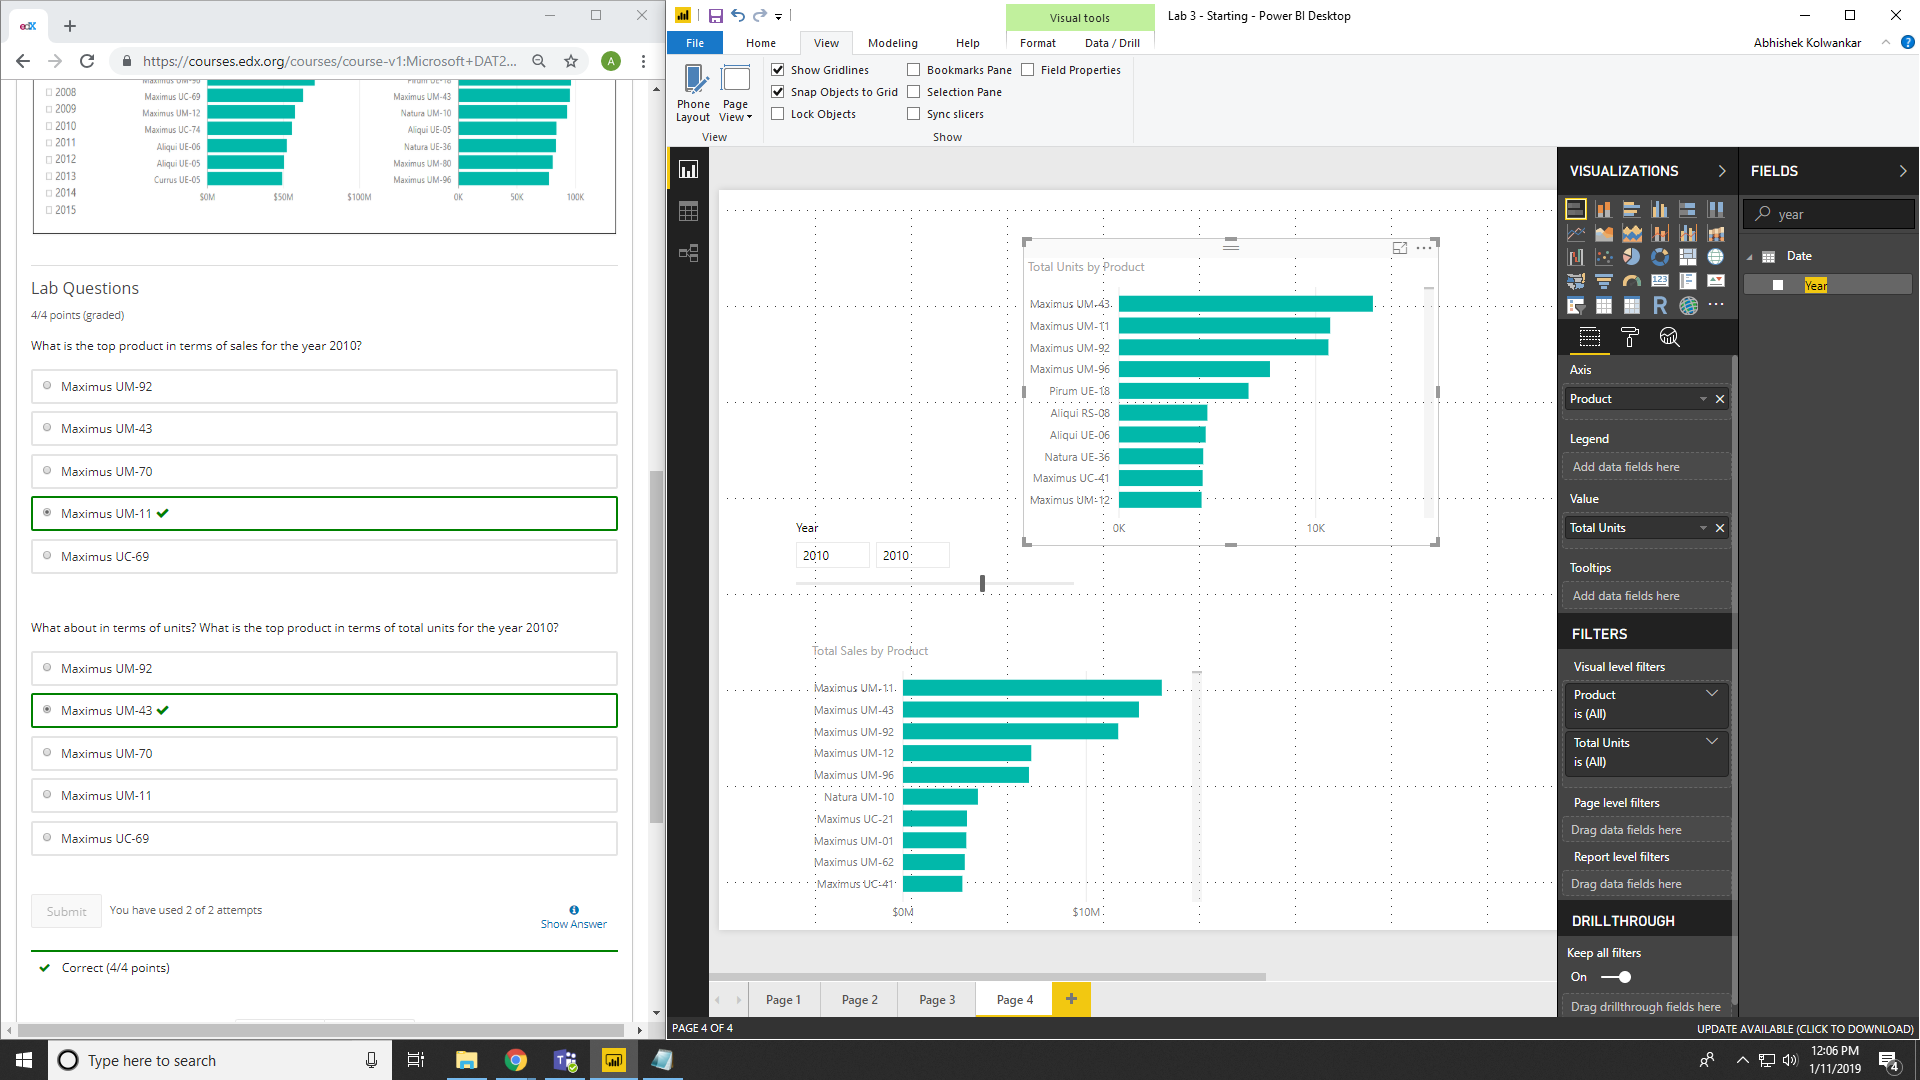 edX
https://courses.edx.org/courses/course-v1:Microsoft+DAT2...
A
2008
2009
2010
2011
2012
2013
2014
2015
Maximus UM-96
Maximus UC-69
Maximus UM-12
Maximus UC-74
Aliqui UE-06
Aliqui UE-05
Currus UE-05
$0M
$50M
$100M
Pirum UE-18
Maximus UM-43
Natura UM-10
Aliqui UE-05
Natura UE-36
Maximus UM-80
Maximus UM-96
0K
50K
100K
Lab Questions
4/4 points (graded)
What is the top product in terms of sales for the year 2010?
Maximus UM-92
Maximus UM-43
Maximus UM-70
Maximus UM-11
Maximus UC-69
What about in terms of units? What is the top product in terms of total units for the year 2010?
Maximus UM-92
Maximus UM-43
Maximus UM-70
Maximus UM-11
Maximus UC-69
Submit
You have used 2 of 2 attempts
Show Answer
Correct (4/4 points)
Visual tools
Lab 3 - Starting - Power BI Desktop
File
Home
View
Modeling
Help
Format
Data / Drill
Abhishek Kolwankar
Phone Layout
Page View
View
Show Gridlines
Snap Objects to Grid
Lock Objects
Bookmarks Pane
Selection Pane
Sync slicers
Field Properties
Show
Total Units by Product
Maximus UM-43
Maximus UM-11
Maximus UM-92
Maximus UM-96
Pirum UE-18
Aliqui RS-08
Aliqui UE-06
Natura UE-36
Maximus UC-41
Maximus UM-12
0K
10K
Year
2010
2010
Total Sales by Product
Maximus UM-11
Maximus UM-43
Maximus UM-92
Maximus UM-12
Maximus UM-96
Natura UM-10
Maximus UC-21
Maximus UM-01
Maximus UM-62
Maximus UC-41
$0M
$10M
Page 1
Page 2
Page 3
Page 4
PAGE 4 OF 4
UPDATE AVAILABLE (CLICK TO DOWNLOAD)
VISUALIZATIONS
123
R
Axis
Product
Legend
Add data fields here
Value
Total Units
Tooltips
Add data fields here
FILTERS
Visual level filters
Product
is (All)
Total Units
is (All)
Page level filters
Drag data fields here
Report level filters
Drag data fields here
DRILLTHROUGH
Keep all filters
On
Drag drillthrough fields here
FIELDS
year
Date
Year
Type here to search
12:06 PM
1/11/2019
4